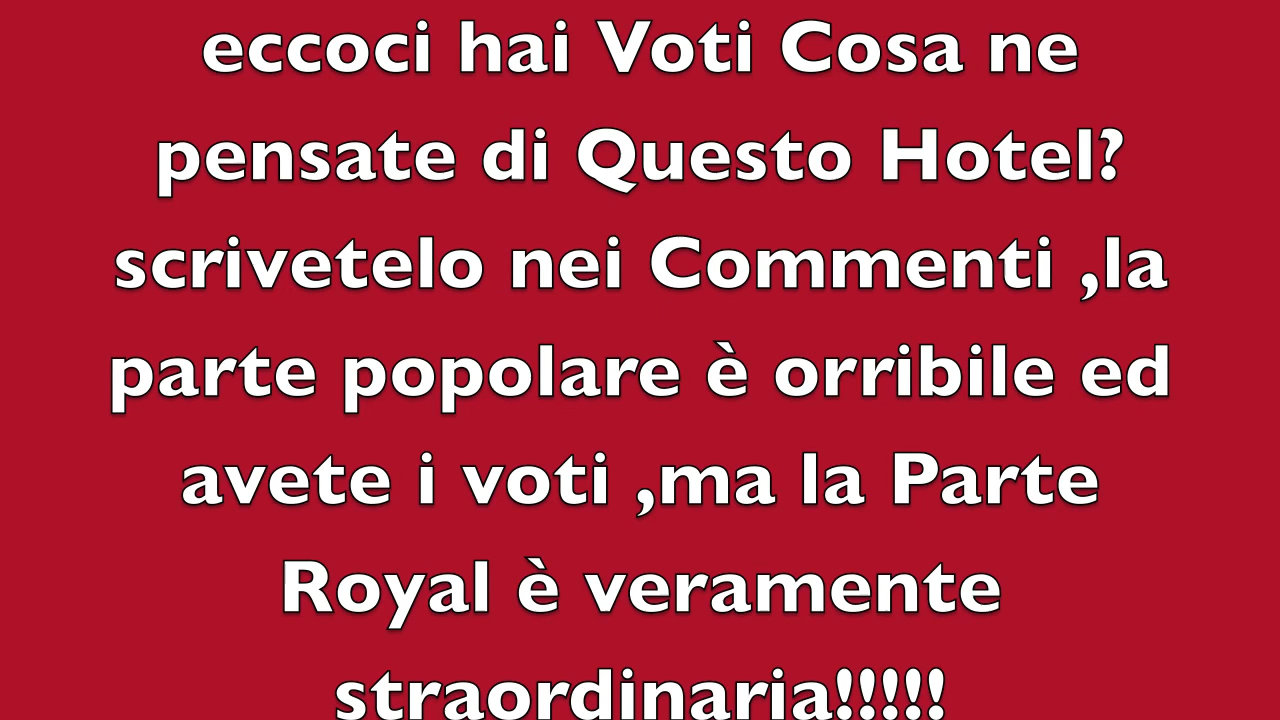 eccoci hai Voti Cosa ne
pensate di Questo Hotel?
scrivetelo nei Commenti ,la
parte popolare è orribile ed
avete i voti ,ma la Parte
Royal è veramente
straordinaria!!!!!